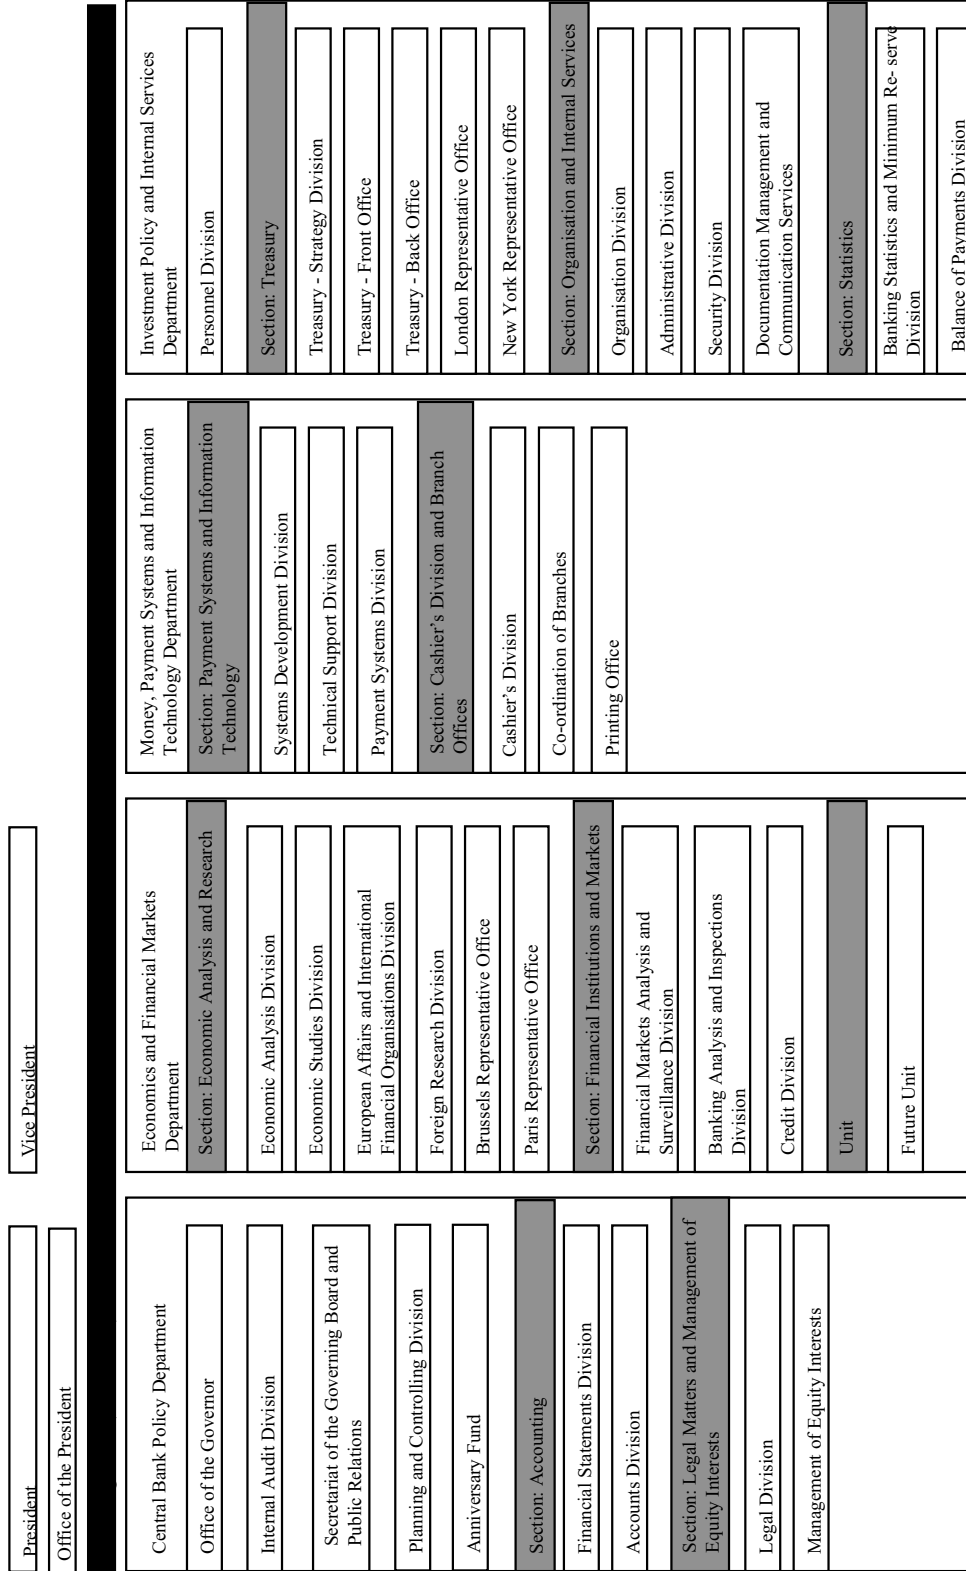 President
Office of the President
Vice President
Central Bank Policy Department
Office of the Governor
Internal Audit Division
Secretariat of the Governing Board and
Public Relations
Planning and Controlling Division
Anniversary Fund
Section: Accounting
Financial Statements Division
Accounts Division
Section: Legal Matters and Management of
Equity Interests
Legal Division
Management of Equity Interests
Economics and Financial Markets
Department
Section: Economic Analysis and Research
Economic Analysis Division
Economic Studies Division
European Affairs and International
Financial Organisations Division
Foreign Research Division
Brussels Representative Office
Paris Representative Office
Section: Financial Institutions and Markets
Financial Markets Analysis and
Surveillance Division
Banking Analysis and Inspections
Division
Credit Division
Unit
Future Unit
Money, Payment Systems and Information
Technology Department
Section: Payment Systems and Information
Technology
Systems Development Division
Technical Support Division
Payment Systems Division
Section: Cashier's Division and Branch
Offices
Cashier's Division
Co-ordination of Branches
Printing Office
Investment Policy and Internal Services
Department
Personnel Division
Section: Treasury
Treasury - Strategy Division
Treasury - Front Office
Treasury - Back Office
London Representative Office
New York Representative Office
Section: Organisation and Internal Services
Organisation Division
Administrative Division
Security Division
Documentation Management and
Communication Services
Section: Statistics
Banking Statistics and Minimum Re- serve
Division
Balance of Payments Division